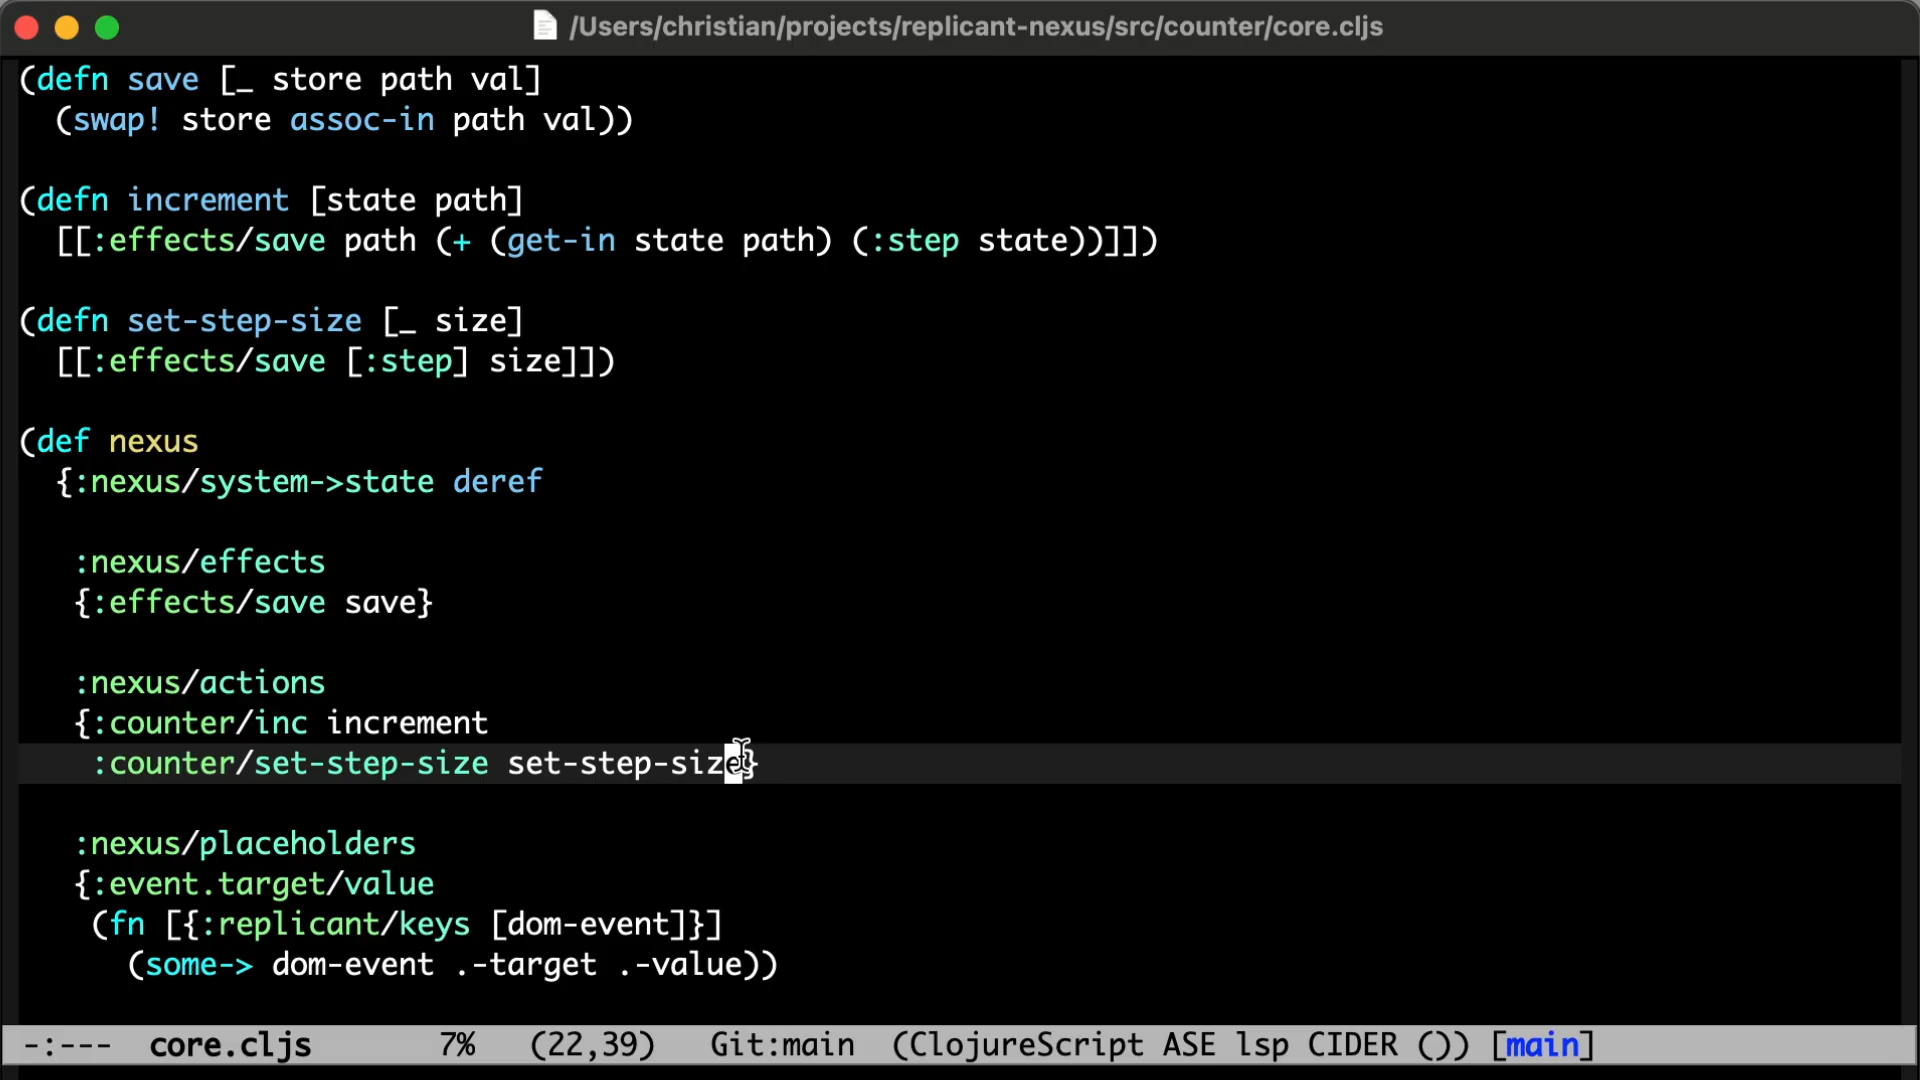 /Users/christian/projects/replicant-nexus/src/counter/core.cljs
(defn save [_ store path val]
  (swap! store assoc-in path val))
(defn increment [state path]
  [[:effects/save path (+ (get-in state path) (:step state))]])
(defn set-step-size [_ size]
  [[:effects/save [:step] size]])
(def nexus
  {:nexus/system->state deref
   :nexus/effects
   {:effects/save save}
   :nexus/actions
   {:counter/inc increment
    :counter/set-step-size set-step-size}
   :nexus/placeholders
   {:event.target/value
    (fn [{:replicant/keys [dom-event]}]
      (some-> dom-event .-target .-value))
-:--- core.cljs 7% (22,39) Git:main (ClojureScript ASE lsp CIDER ()) [main]